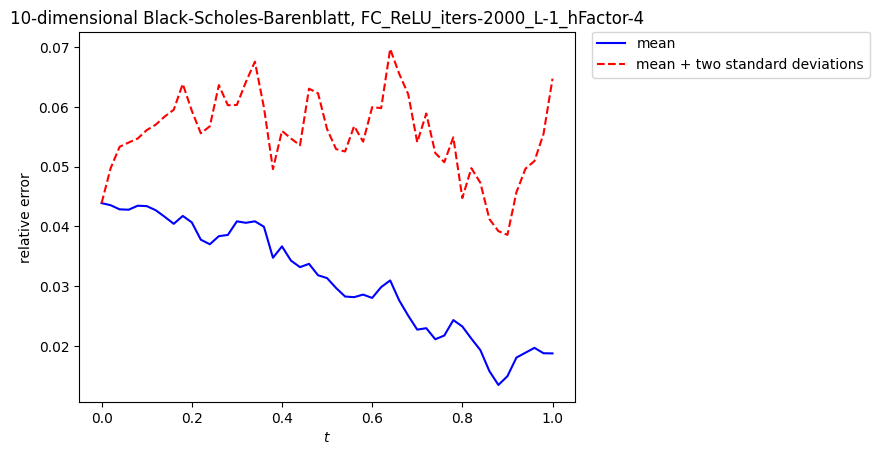 10-dimensional Black-Scholes-Barenblatt, FC_ReLU_iters-2000_L-1_hFactor-4
mean
mean + two standard deviations
relative error
0.07
0.06
0.05
0.04
0.03
0.02
0.0 0.2 0.4 0.6 0.8 1.0
t